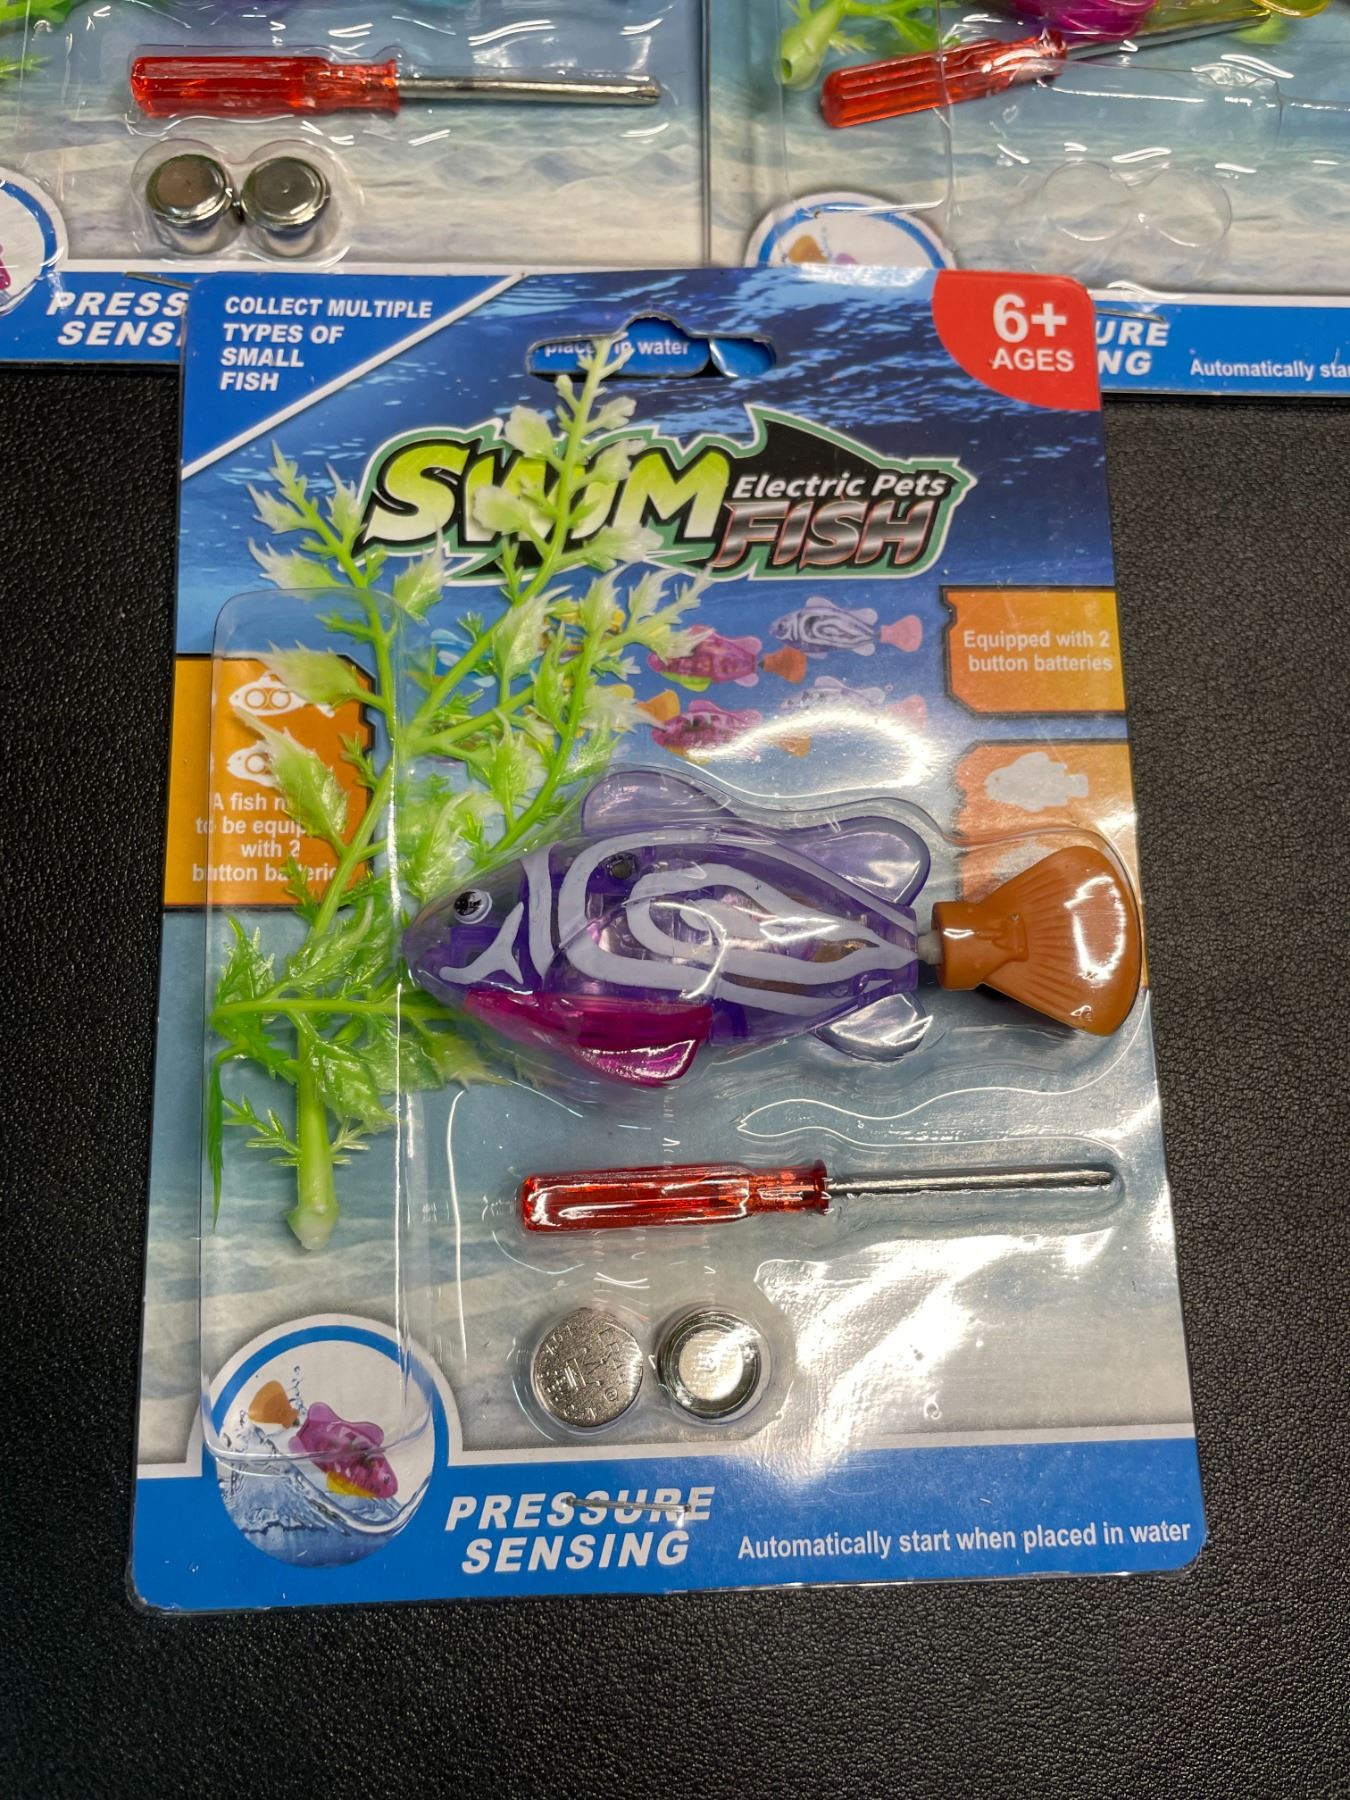 PRESS
SENSI
URE
NG
Automatically sta
COLLECT MULTIPLE
TYPES OF
SMALL
FISH
in water
6+
AGES
SWIM
Electric Pets
FISH
Equipped with 2
button batteries
A fish
to be equip
with 2
button
PRESSURE
SENSING
Automatically start when placed in water